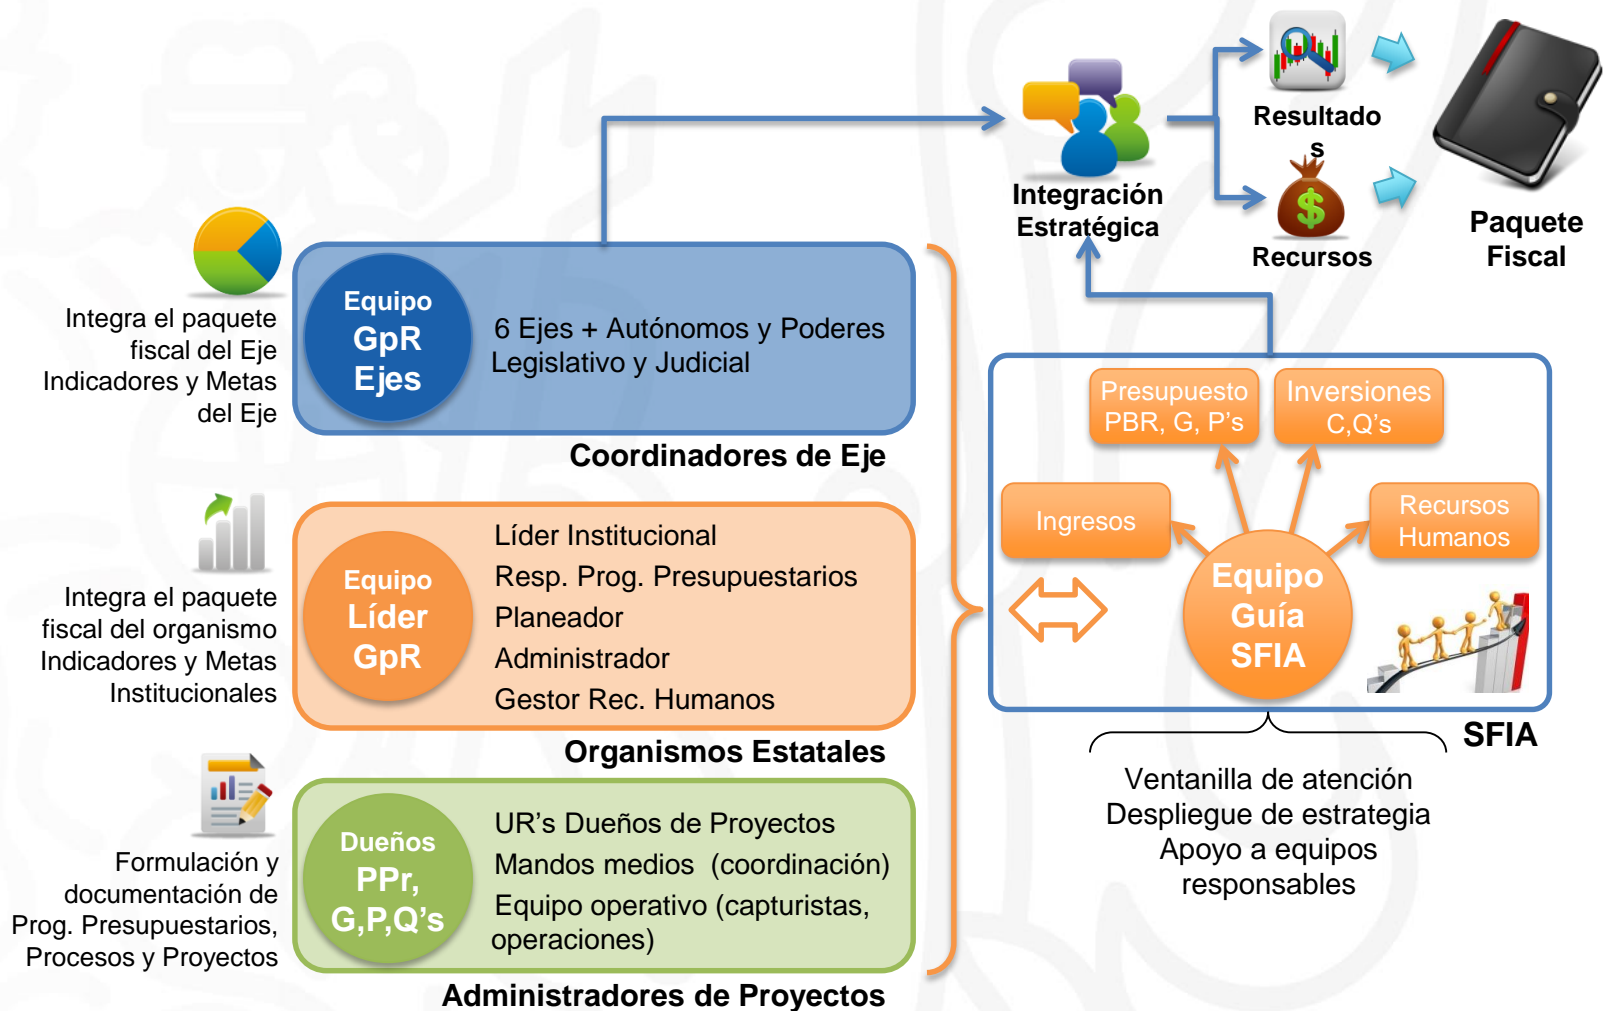 Resultado
s
Recursos
Paquete
Fiscal
Integración
Estratégica
Integra el paquete
fiscal del Eje
Indicadores y Metas
del Eje
Equipo
GpR
Ejes
6 Ejes + Autónomos y Poderes
Legislativo y Judicial
Coordinadores de Eje
Integra el paquete
fiscal del organismo
Indicadores y Metas
Institucionales
Equipo
Líder
GpR
Líder Institucional
Resp. Prog. Presupuestarios
Planeador
Administrador
Gestor Rec. Humanos
Organismos Estatales
Formulación y
documentación de
Prog. Presupuestarios,
Procesos y Proyectos
Dueños
PPr,
G,P,Q’s
UR’s Dueños de Proyectos
Mandos medios (coordinación)
Equipo operativo (capturistas,
operaciones)
Administradores de Proyectos
Presupuesto
PBR, G, P’s
Inversiones
C,Q’s
Ingresos
Recursos
Humanos
Equipo
Guía
SFIA
SFIA
Ventanilla de atención
Despliegue de estrategia
Apoyo a equipos
responsables